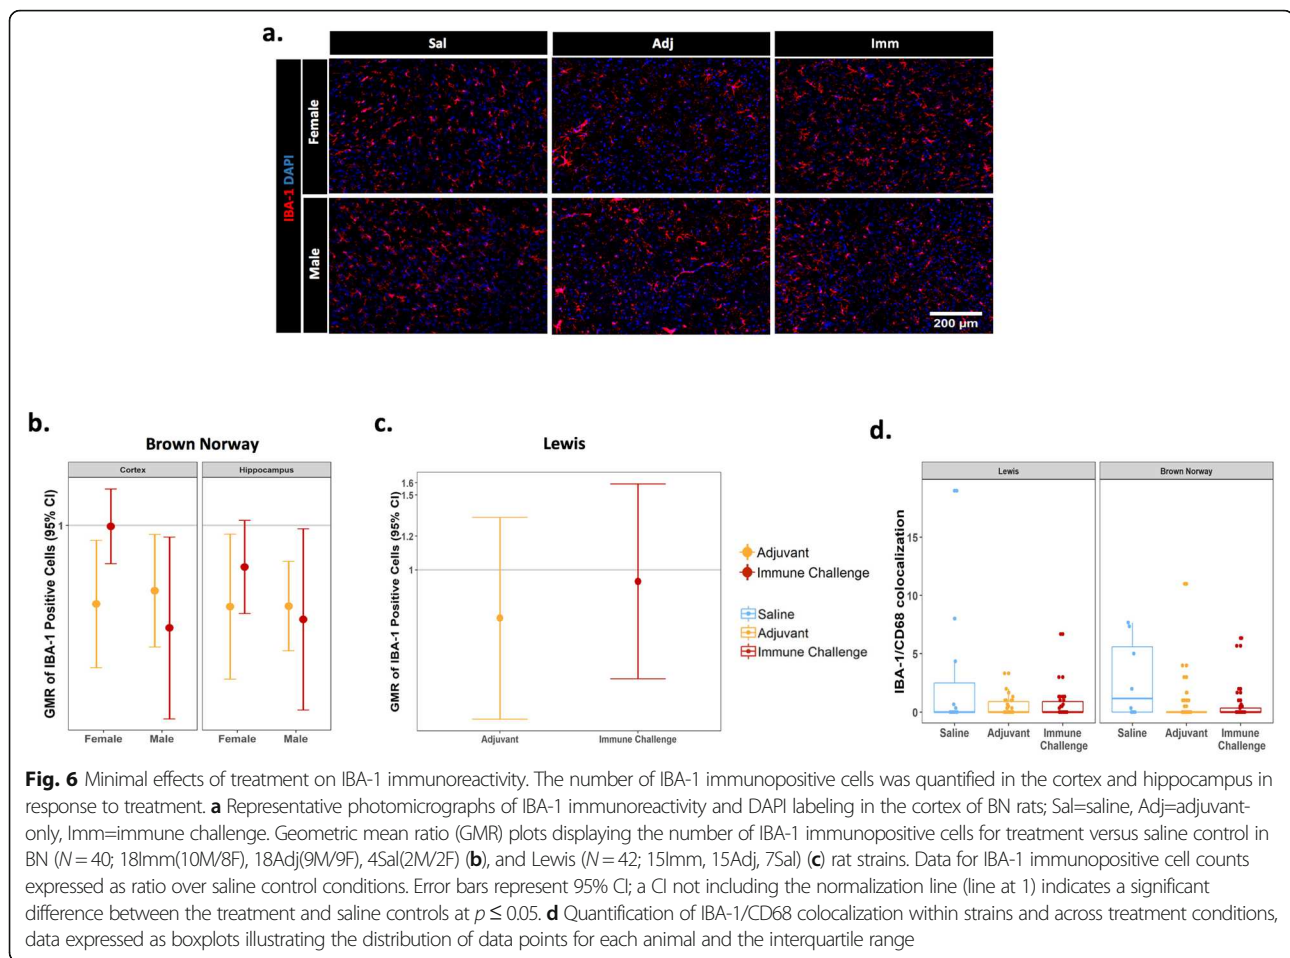 a.
Sal
Adj
Imm
IBA-1 DAPI
Female
Male
200 µm
b.
Brown Norway
Cortex
Hippocampus
GMR of IBA-1 Positive Cells (95% CI)
1
Female
Male
Female
Male
c.
Lewis
GMR of IBA-1 Positive Cells (95% CI)
1.6
1.5
1.2
1
Adjuvant
Immune Challenge
Adjuvant
Immune Challenge
Saline
Adjuvant
Immune Challenge
d.
Lewis
Brown Norway
IBA-1/CD68 colocalization
15
10
5
0
Saline
Adjuvant
Immune
Challenge
Saline
Adjuvant
Immune
Challenge
Fig. 6 Minimal effects of treatment on IBA-1 immunoreactivity. The number of IBA-1 immunopositive cells was quantified in the cortex and hippocampus in
response to treatment. a Representative photomicrographs of IBA-1 immunoreactivity and DAPI labeling in the cortex of BN rats; Sal=saline, Adj=adjuvant-
only, Imm=immune challenge. Geometric mean ratio (GMR) plots displaying the number of IBA-1 immunopositive cells for treatment versus saline control in
BN (N = 40; 18Imm(10M/8F), 18Adj(9M/9F), 4Sal(2M/2F) (b), and Lewis (N = 42; 15Imm, 15Adj, 7Sal) (c) rat strains. Data for IBA-1 immunopositive cell counts
expressed as ratio over saline control conditions. Error bars represent 95% CI; a CI not including the normalization line (line at 1) indicates a significant
difference between the treatment and saline controls at p ≤ 0.05. d Quantification of IBA-1/CD68 colocalization within strains and across treatment conditions,
data expressed as boxplots illustrating the distribution of data points for each animal and the interquartile range